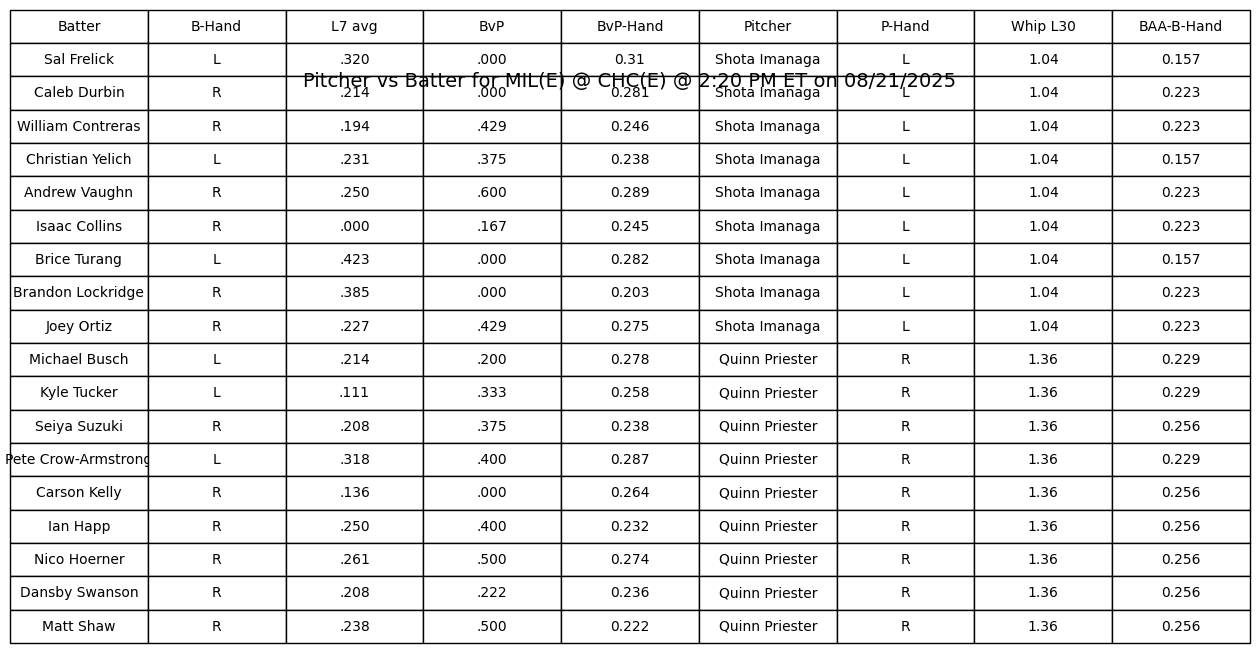 Batter B-Hand L7 avg BvP BvP-Hand Pitcher P-Hand Whip L30 BAA-B-Hand
Sal Frelick L .320 .000 0.31 Shota Imanaga L 1.04 0.157
Pitcher vs Batter for MIL(E) @ CHC(E) @ 2:20 PM ET on 08/21/2025
Caleb Durbin R .214 .000 0.281 Shota Imanaga L 1.04 0.223
William Contreras R .194 .429 0.246 Shota Imanaga L 1.04 0.223
Christian Yelich L .231 .375 0.238 Shota Imanaga L 1.04 0.157
Andrew Vaughn R .250 .600 0.289 Shota Imanaga L 1.04 0.223
Isaac Collins R .000 .167 0.245 Shota Imanaga L 1.04 0.223
Brice Turang L .423 .000 0.282 Shota Imanaga L 1.04 0.157
Brandon Lockridge R .385 .000 0.203 Shota Imanaga L 1.04 0.223
Joey Ortiz R .227 .429 0.275 Shota Imanaga L 1.04 0.223
Michael Busch L .214 .200 0.278 Quinn Priester R 1.36 0.229
Kyle Tucker L .111 .333 0.258 Quinn Priester R 1.36 0.229
Seiya Suzuki R .208 .375 0.238 Quinn Priester R 1.36 0.256
Pete Crow-Armstrong L .318 .400 0.287 Quinn Priester R 1.36 0.229
Carson Kelly R .136 .000 0.264 Quinn Priester R 1.36 0.256
Ian Happ R .250 .400 0.232 Quinn Priester R 1.36 0.256
Nico Hoerner R .261 .500 0.274 Quinn Priester R 1.36 0.256
Dansby Swanson R .208 .222 0.236 Quinn Priester R 1.36 0.256
Matt Shaw R .238 .500 0.222 Quinn Priester R 1.36 0.256